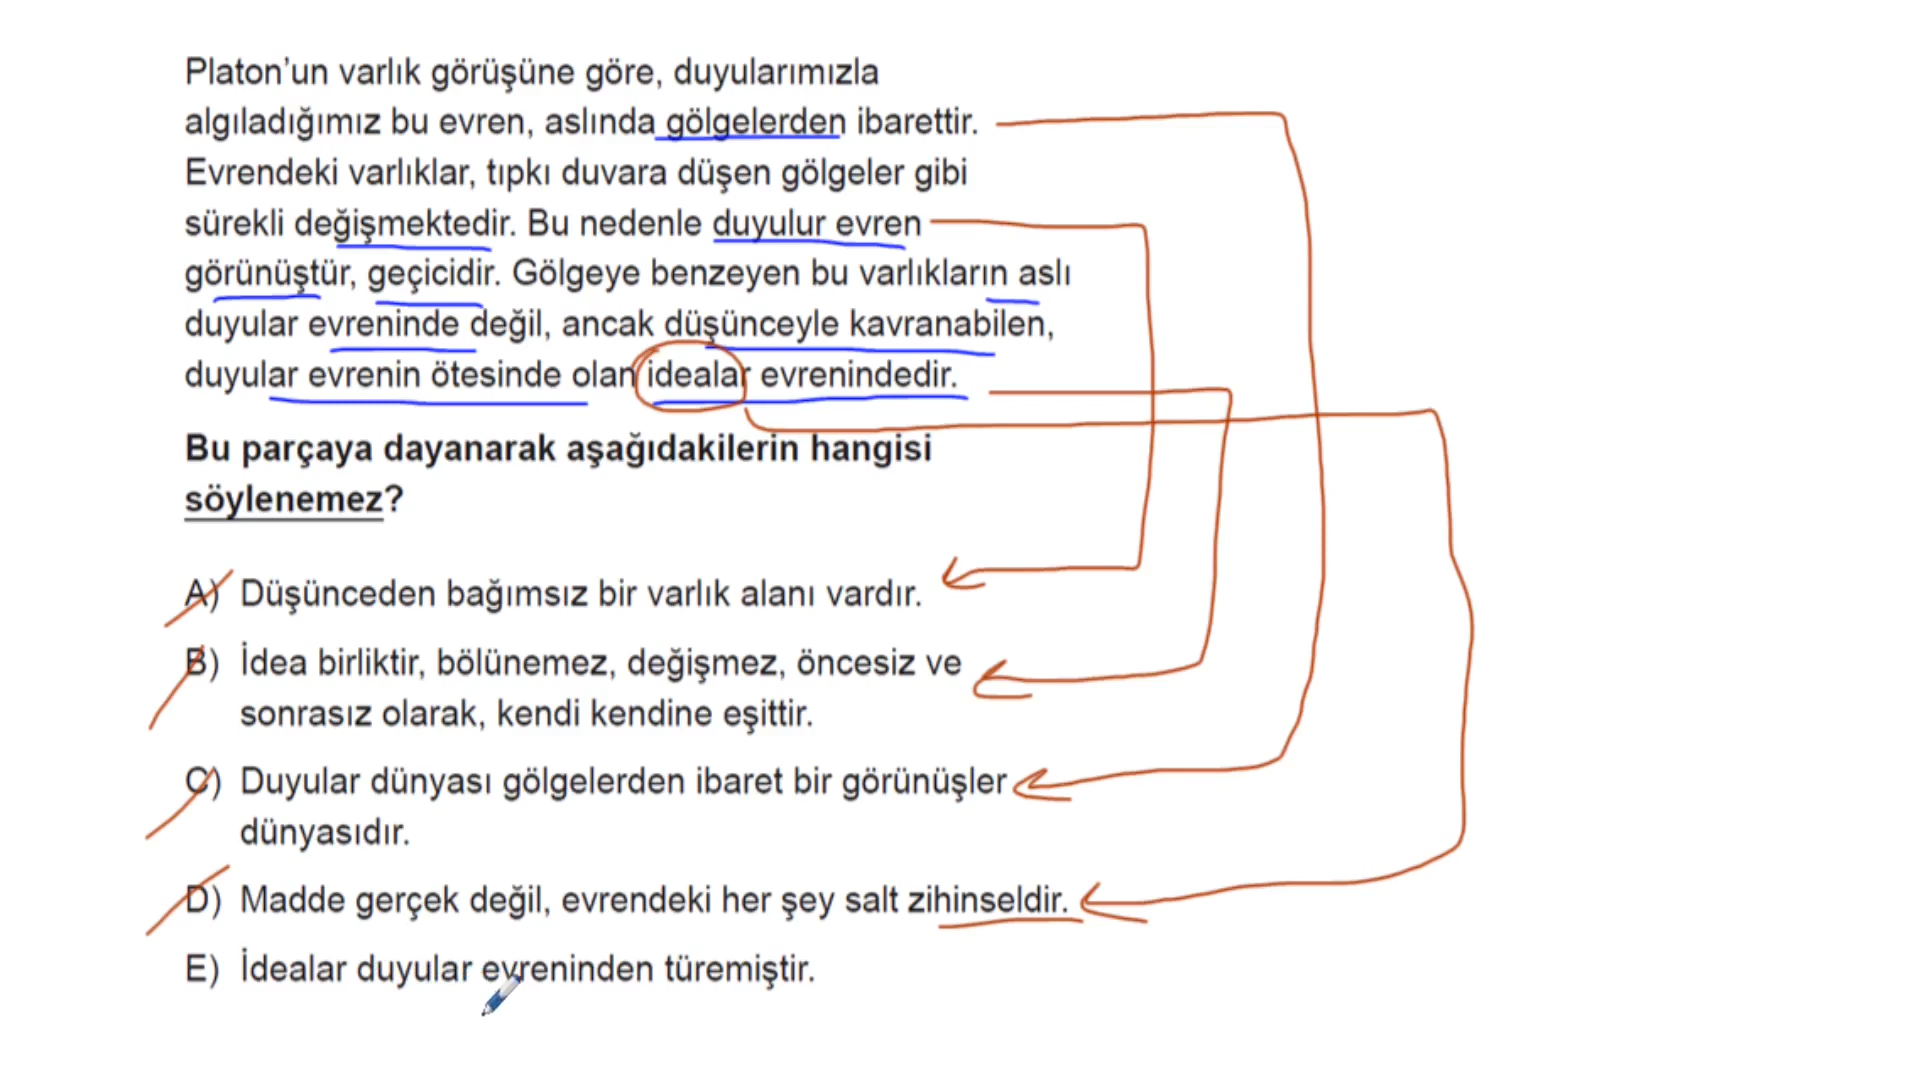 Platon’un varlık görüşüne göre, duyularımızla
algıladığımız bu evren, aslında gölgelerden ibarettir.
Evrendeki varlıklar, tıpkı duvara düşen gölgeler gibi
sürekli değişmektedir. Bu nedenle duyulur evren
görünüştür, geçicidir. Gölgeye benzeyen bu varlıkların aslı
duyular evreninde değil, ancak düşünceyle kavranabilen,
duyular evrenin ötesinde olan idealar evrenindedir.
Bu parçaya dayanarak aşağıdakilerin hangisi
söylenemez?
A) Düşünceden bağımsız bir varlık alanı vardır.
B) İdea birliktir, bölünemez, değişmez, öncesiz ve
sonrasız olarak, kendi kendine eşittir.
C) Duyular dünyası gölgelerden ibaret bir görünüşler
dünyasıdır.
D) Madde gerçek değil, evrendeki her şey salt zihinseldir.
E) İdealar duyular evreninden türemiştir.